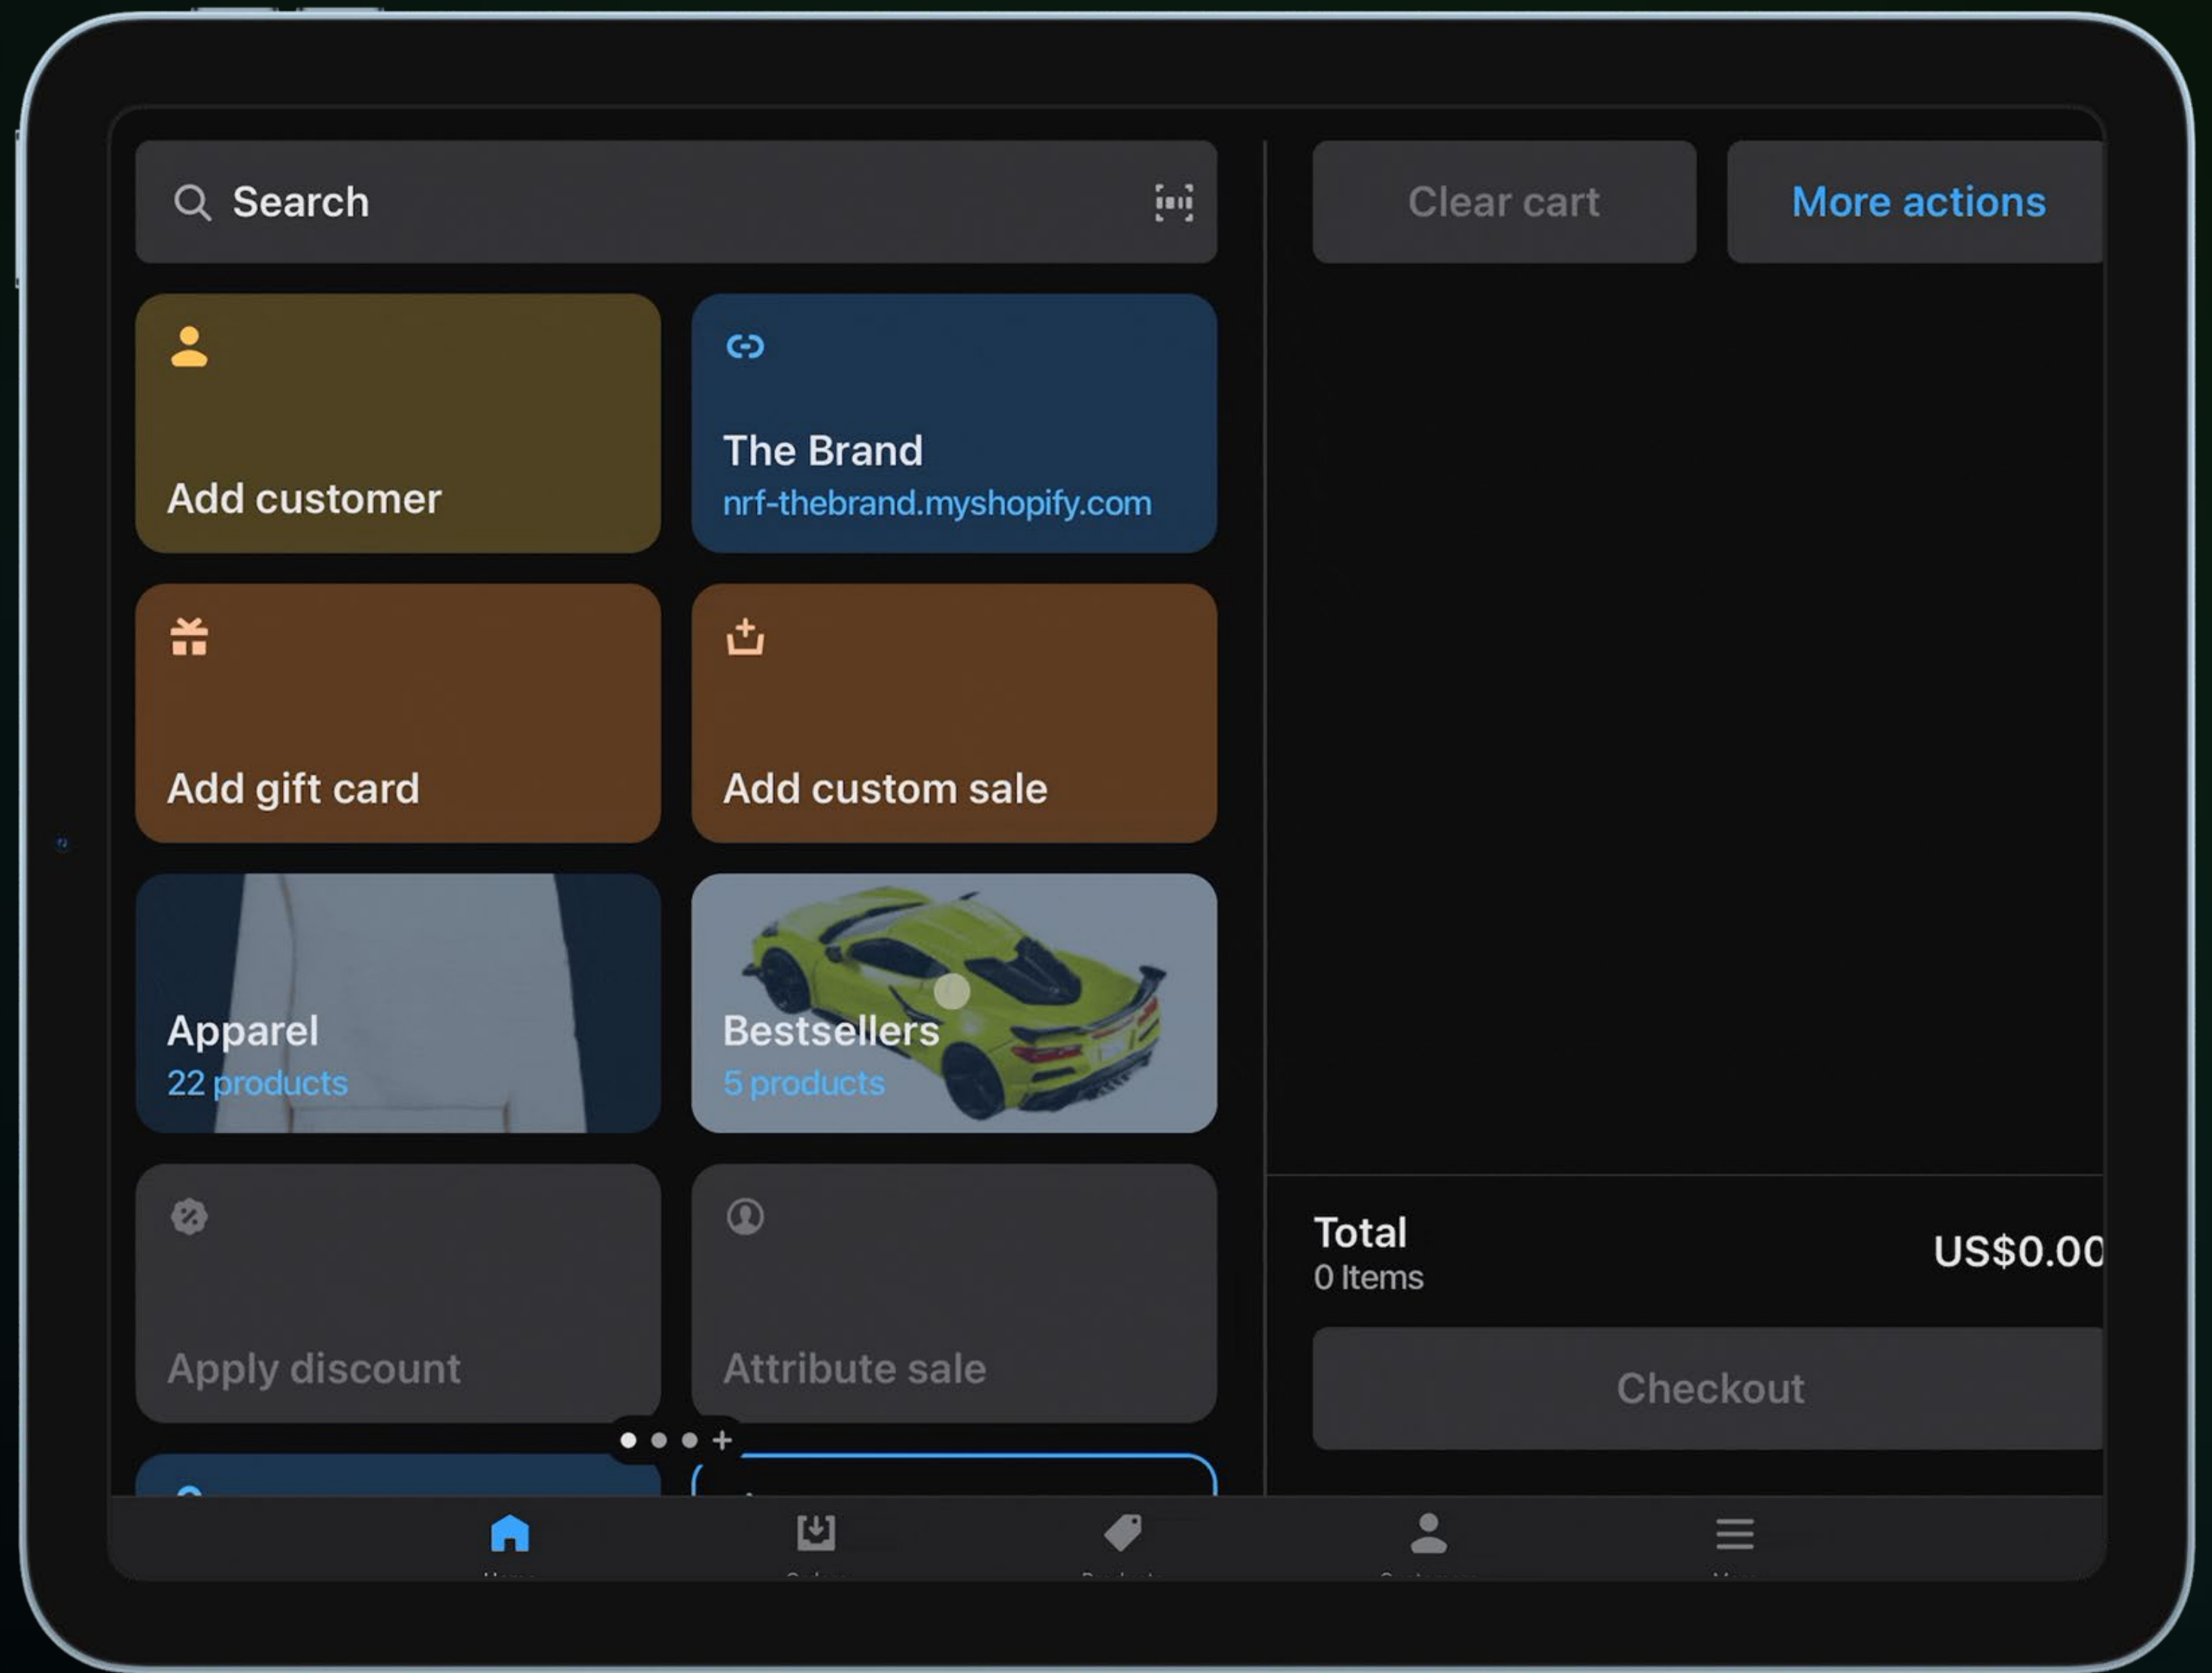 Search
Clear cart
More actions
Add customer
The Brand
nrf-thebrand.myshopify.com
Add gift card
Add custom sale
Apparel
22 products
Bestsellers
5 products
Apply discount
Attribute sale
Total
0 Items
US$0.00
Checkout